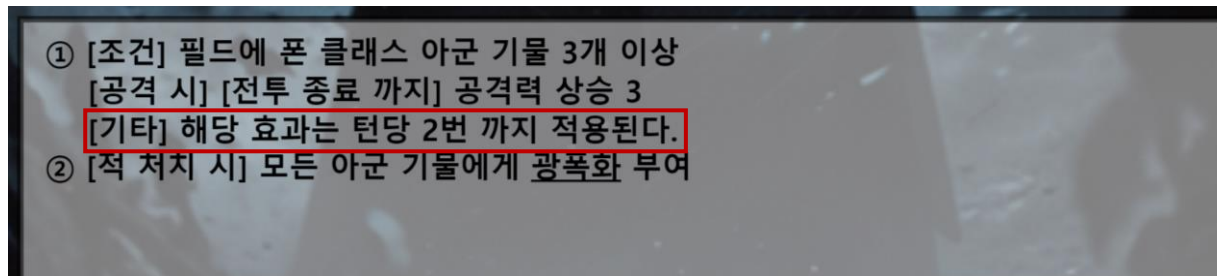 ① [조건] 필드에 폰 클래스 아군 기물 3개 이상
[공격 시] [전투 종료 까지] 공격력 상승 3
[기타] 해당 효과는 턴당 2번 까지 적용된다.
② [적 처치 시] 모든 아군 기물에게 광폭화 부여